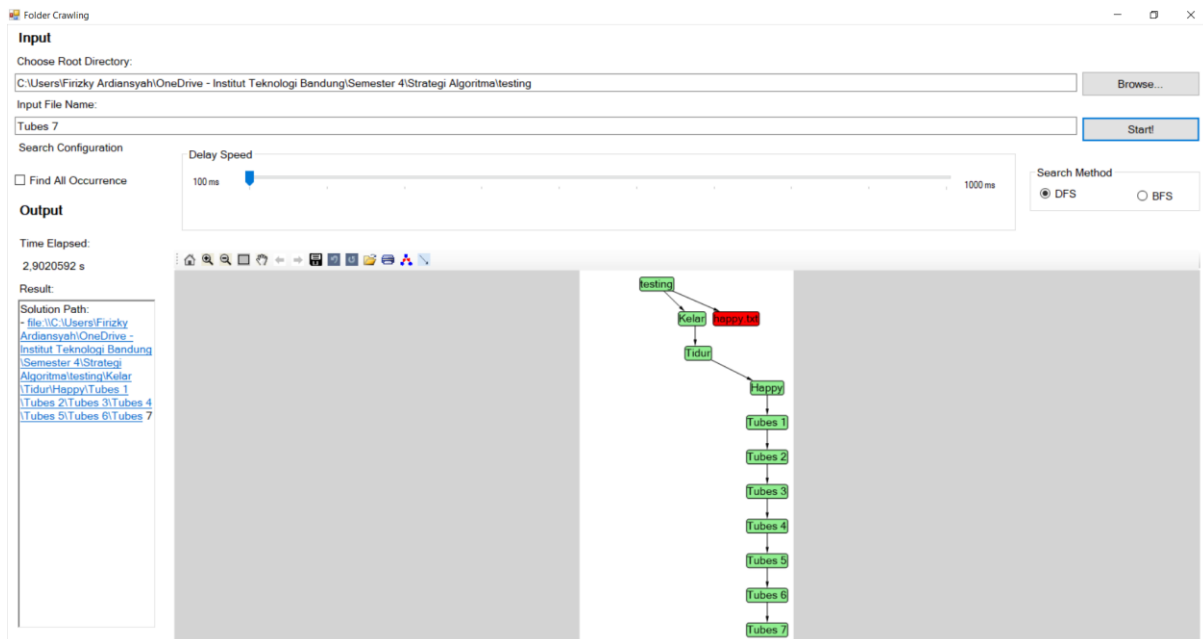 Folder Crawling
Input
Choose Root Directory:
C:\Users\Firizky Ardiansyah\OneDrive - Institut Teknologi Bandung\Semester 4\Strategi Algoritma\testing
Browse...
Input File Name:
Tubes 7
Start!
Search Configuration
Delay Speed
100 ms
1000 ms
Search Method
DFS
BFS
Find All Occurrence
Output
Time Elapsed:
2,9020592 s
Result:
Solution Path:
- file:\\C:\Users\Firizky
Ardiansyah\OneDrive -
Institut Teknologi Bandung
\Semester 4\Strategi
Algoritma\testing\Kelar
\Tidur\Happy\Tubes 1
\Tubes 2\Tubes 3\Tubes 4
\Tubes 5\Tubes 6\Tubes 7
testing
Kelar
happy.txt
Tidur
Happy
Tubes 1
Tubes 2
Tubes 3
Tubes 4
Tubes 5
Tubes 6
Tubes 7